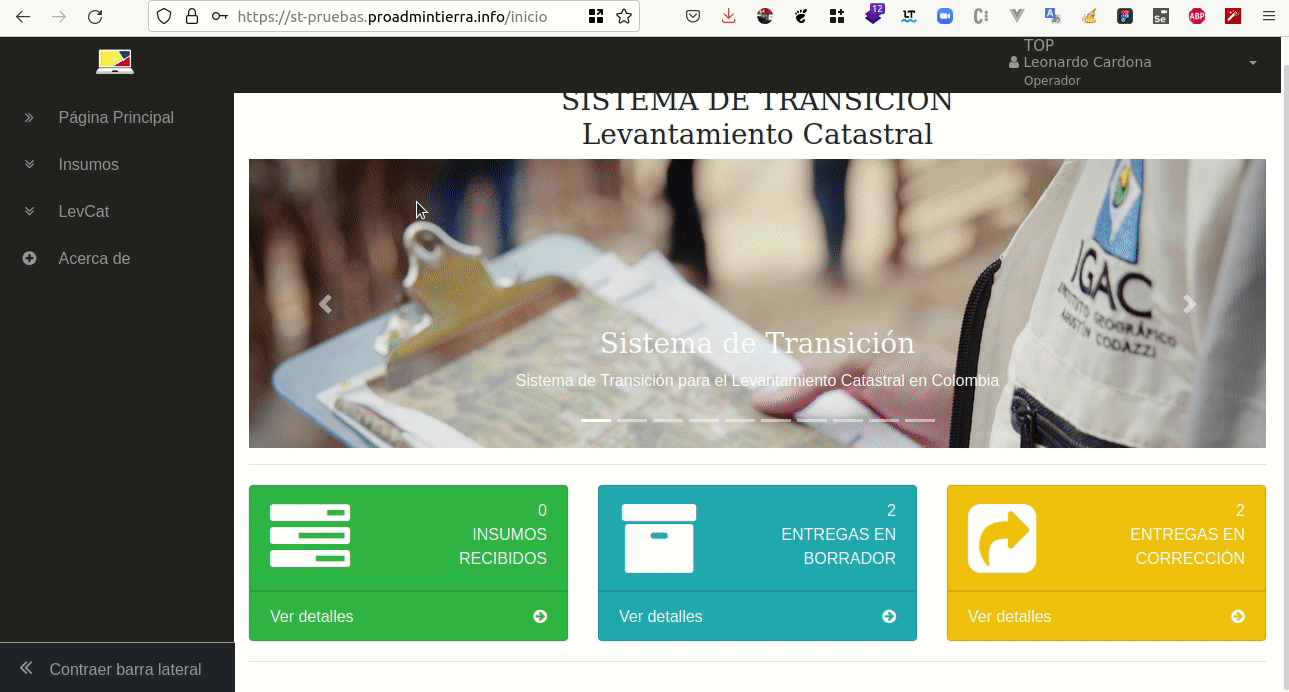 https://st-pruebas.proadmintierra.info/inicio
12
LT
Se
ABP
TOP
Leonardo Cardona
Operador
Página Principal
Insumos
LevCat
Acerca de
Contraer barra lateral
SISTEMA DE TRANSICIÓN
Levantamiento Catastral
IGAC
INSTITUTO GEOGRÁFICO
AGUSTÍN CODAZZI
Sistema de Transición
Sistema de Transición para el Levantamiento Catastral en Colombia
0
INSUMOS
RECIBIDOS
Ver detalles
2
ENTREGAS EN
BORRADOR
Ver detalles
2
ENTREGAS EN
CORRECCIÓN
Ver detalles